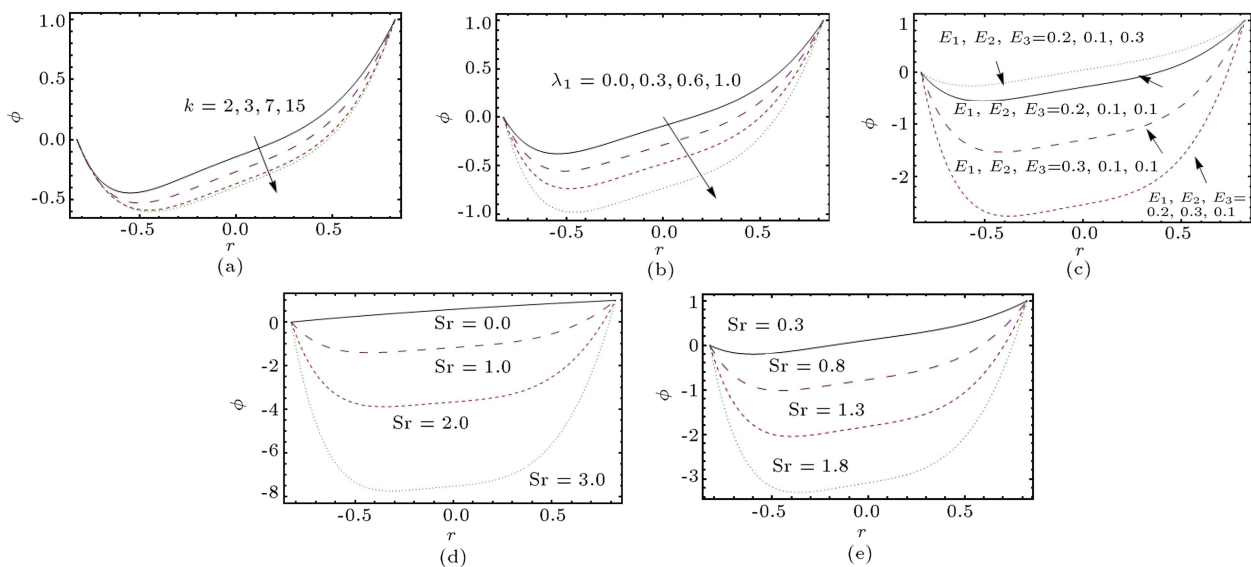 1.0
0.5
0.0
-0.5
ϕ
k = 2, 3, 7, 15
-0.5 0.0 0.5
r
(a)
1.0
0.5
0.0
-0.5
-1.0
ϕ
λ1 = 0.0, 0.3, 0.6, 1.0
-0.5 0.0 0.5
r
(b)
1
0
-1
-2
ϕ
E1, E2, E3=0.2, 0.1, 0.3
E1, E2, E3=0.2, 0.1, 0.1
E1, E2, E3=0.3, 0.1, 0.1
E1, E2, E3=
0.2, 0.3, 0.1
-0.5 0.0 0.5
r
(c)
0
-2
-4
-6
-8
ϕ
Sr = 0.0
Sr = 1.0
Sr = 2.0
Sr = 3.0
-0.5 0.0 0.5
r
(d)
1
0
-1
-2
-3
ϕ
Sr = 0.3
Sr = 0.8
Sr = 1.3
Sr = 1.8
-0.5 0.0 0.5
r
(e)